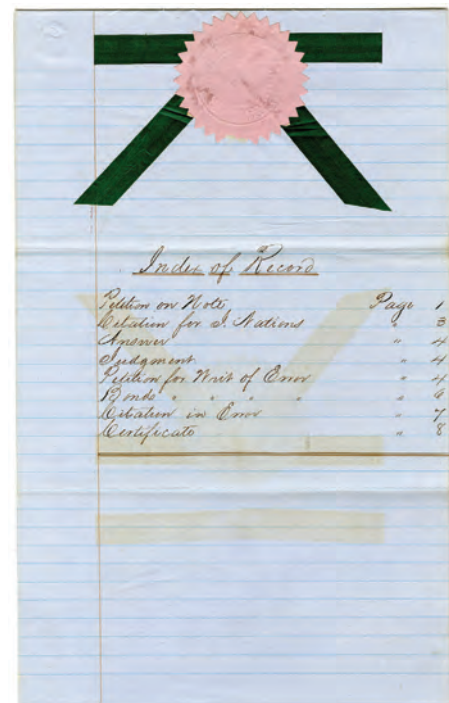 Index of Record
Petition on Note Page 1
Citation for I. Nations " 3
Answer " 4
Judgment " 4
Petition for Writ of Error " 4
Bonds " " " " " 6
Citation in Error " 7
Certificate " 8